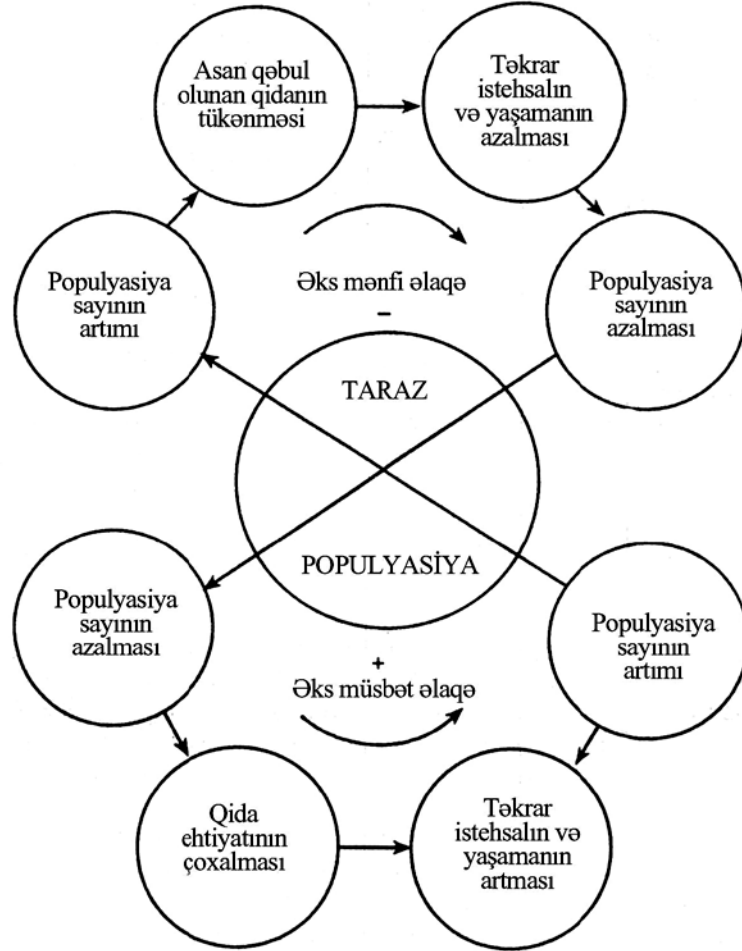 Asan qəbul
olunan qidanın
tükənməsi
Təkrar
istehsalın
və yaşamanın
azalması
Populyasiya
sayının
artımı
Əks mənfi əlaqə
–
Populyasiya
sayının
azalması
TARAZ
POPULYASİYA
Populyasiya
sayının
azalması
+
Əks müsbət əlaqə
Populyasiya
sayının
artımı
Qida
ehtiyatının
çoxalması
Təkrar
istehsalın və
yaşamanın
artması